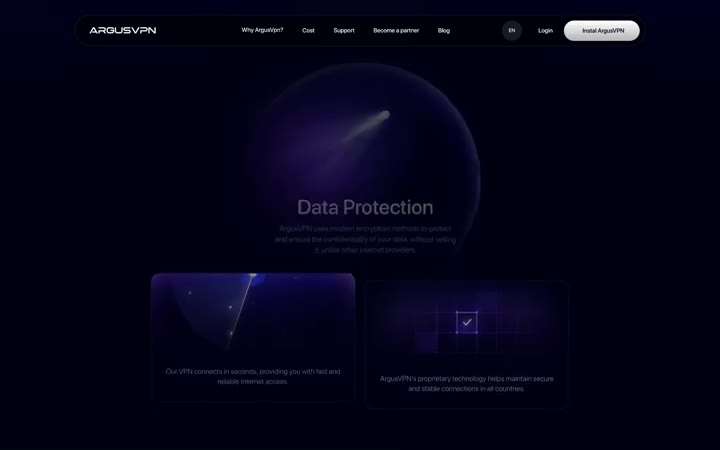 ARGUSVPN
Why ArgusVpn?
Cost
Support
Become a partner
Blog
EN
Login
Instal ArgusVPN
Data Protection
ArgusVPN uses modern encryption methods to protect
and ensure the confidentiality of your data, without selling
it, unlike other internet providers.
Our VPN connects in seconds, providing you with fast and
reliable internet access.
ArgusVPN's proprietary technology helps maintain secure
and stable connections in all countries.